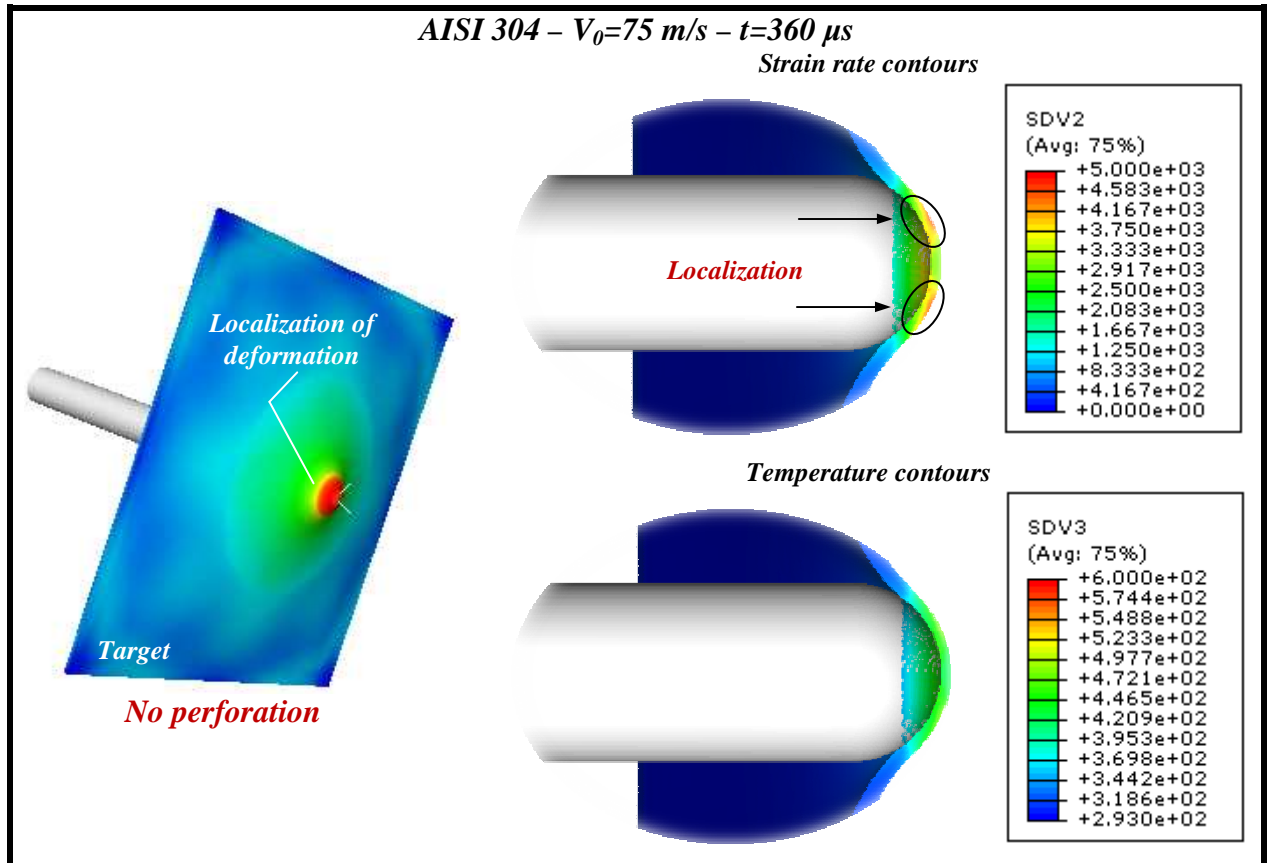 AISI 304 – V0=75 m/s – t=360 μs
Strain rate contours
SDV2
(Avg: 75%)
+5.000e+03
+4.583e+03
+4.167e+03
+3.750e+03
+3.333e+03
+2.917e+03
+2.500e+03
+2.083e+03
+1.667e+03
+1.250e+03
+8.333e+02
+4.167e+02
+0.000e+00
Localization
Localization of
deformation
Target
No perforation
Temperature contours
SDV3
(Avg: 75%)
+6.000e+02
+5.744e+02
+5.488e+02
+5.233e+02
+4.977e+02
+4.721e+02
+4.465e+02
+4.209e+02
+3.953e+02
+3.698e+02
+3.442e+02
+3.186e+02
+2.930e+02